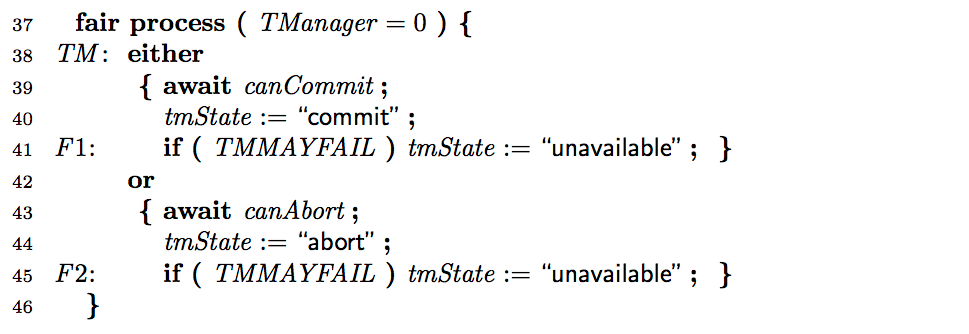 37 fair process ( TManager = 0 ) {
38 TM: either
39 { await canCommit ;
40 tmState := “commit” ;
41 F1: if ( TMMAYFAIL ) tmState := “unavailable” ; }
42 or
43 { await canAbort ;
44 tmState := “abort” ;
45 F2: if ( TMMAYFAIL ) tmState := “unavailable” ; }
46 }